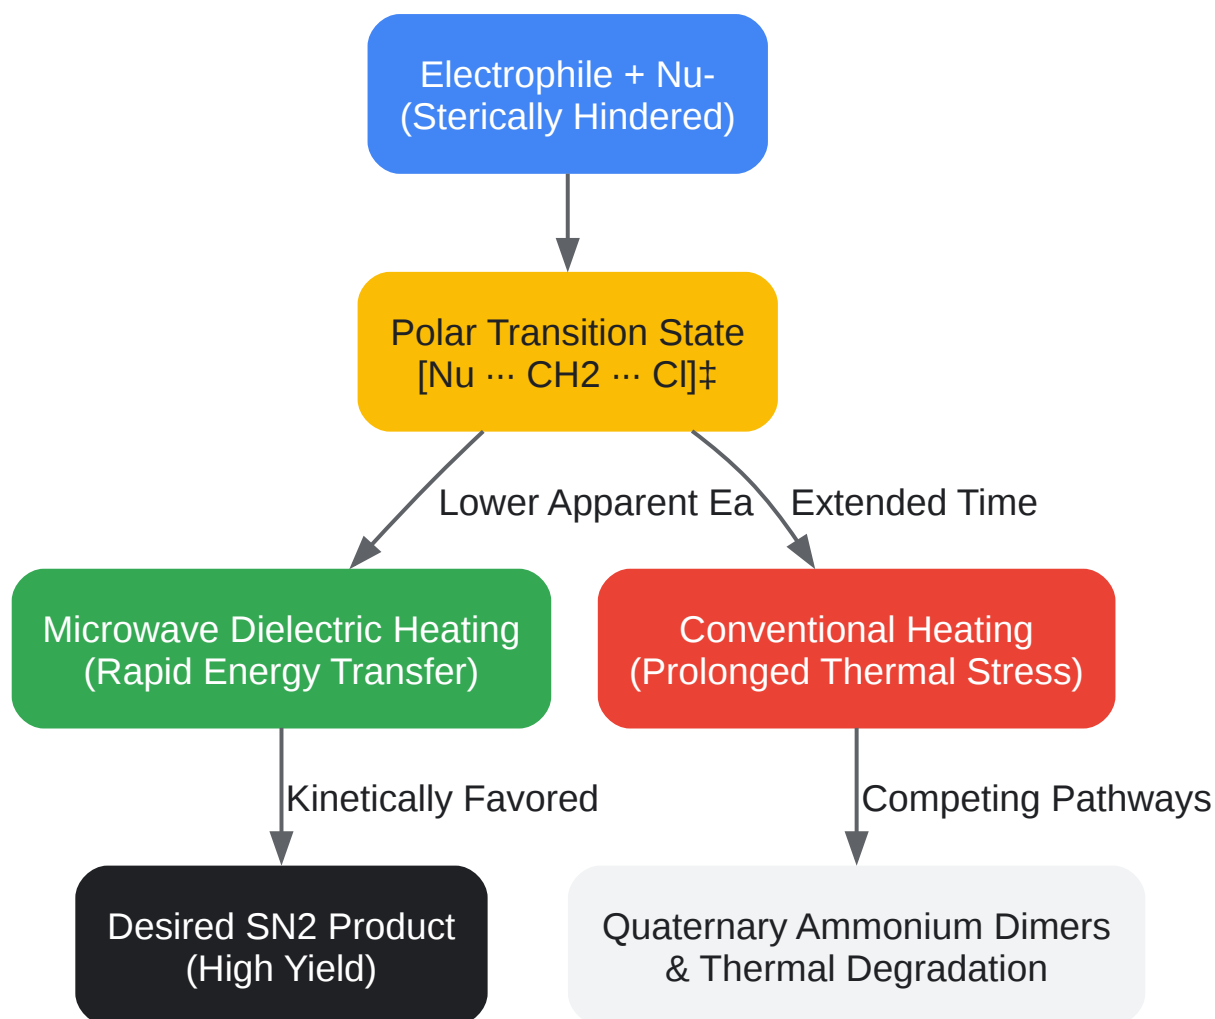 Electrophile + Nu-
(Sterically Hindered)
Polar Transition State
[Nu ··· CH2 ··· Cl]‡
Lower Apparent Ea
Extended Time
Microwave Dielectric Heating
(Rapid Energy Transfer)
Conventional Heating
(Prolonged Thermal Stress)
Kinetically Favored
Competing Pathways
Desired SN2 Product
(High Yield)
Quaternary Ammonium Dimers
& Thermal Degradation